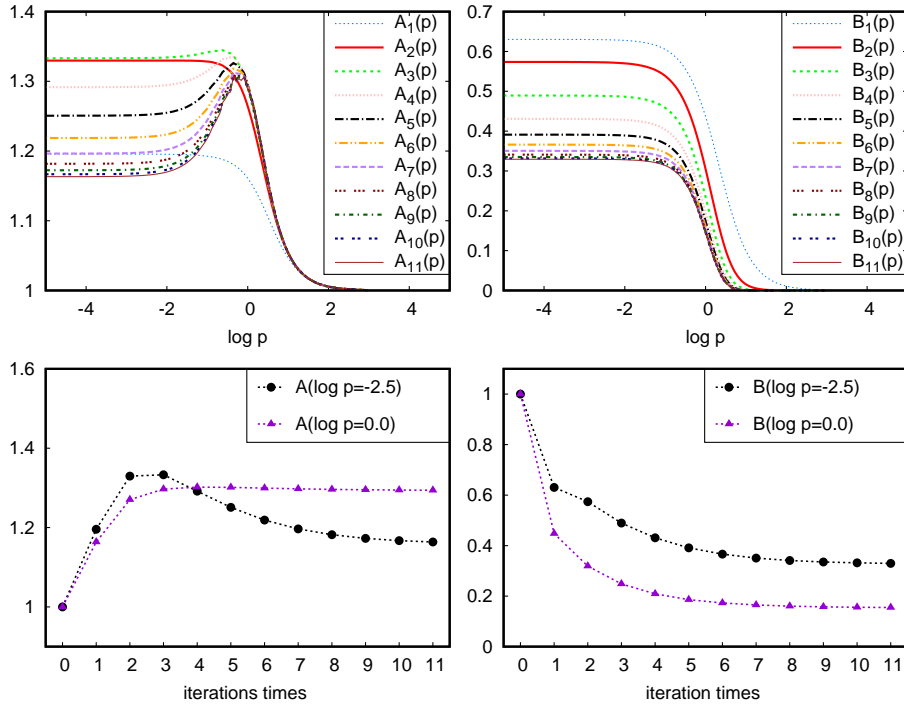 1.4
1.3
1.2
1.1
1
-4
-2
0
2
4
log p
A1(p)
A2(p)
A3(p)
A4(p)
A5(p)
A6(p)
A7(p)
A8(p)
A9(p)
A10(p)
A11(p)
0.7
0.6
0.5
0.4
0.3
0.2
0.1
0
-4
-2
0
2
4
log p
B1(p)
B2(p)
B3(p)
B4(p)
B5(p)
B6(p)
B7(p)
B8(p)
B9(p)
B10(p)
B11(p)
1.6
1.4
1.2
1
0 1 2 3 4 5 6 7 8 9 10 11
iterations times
A(log p=-2.5)
A(log p=0.0)
1
0.8
0.6
0.4
0.2
0
0 1 2 3 4 5 6 7 8 9 10 11
iteration times
B(log p=-2.5)
B(log p=0.0)